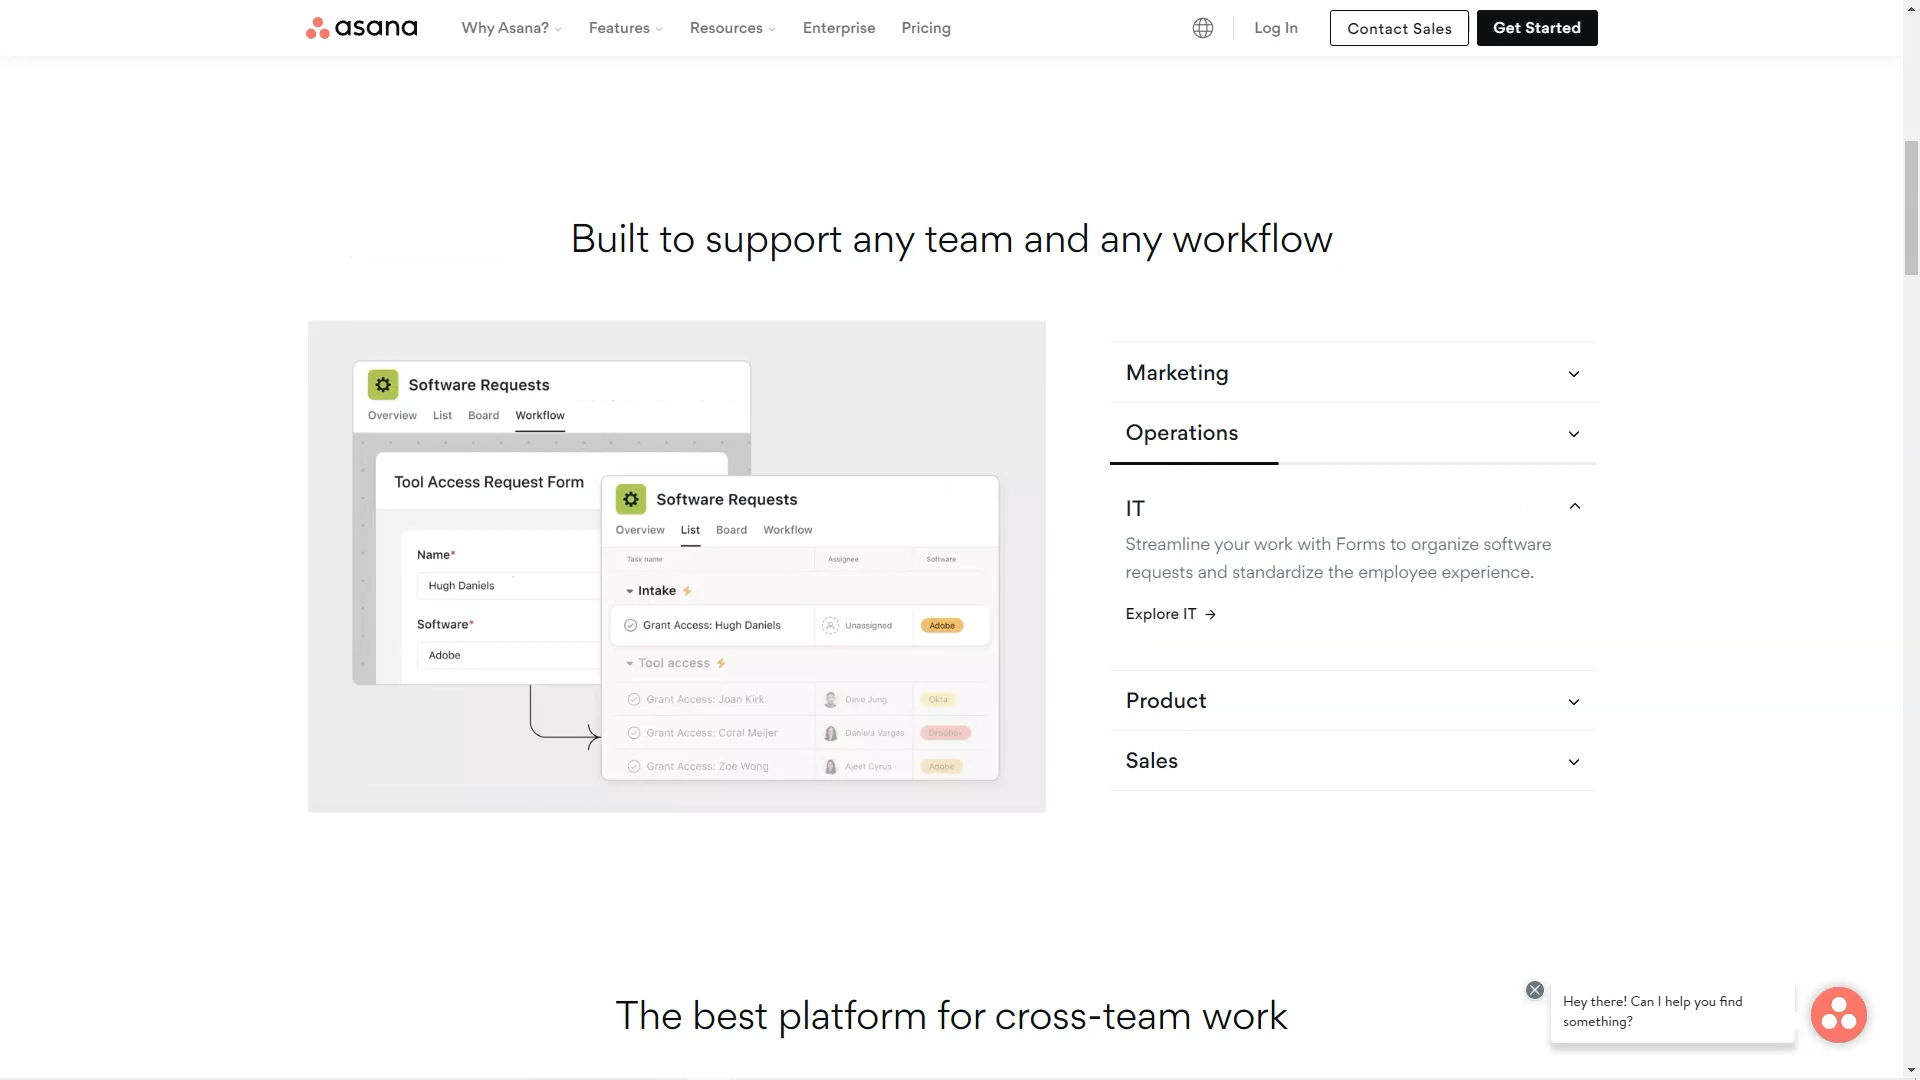 asana
Why Asana?
Features
Resources
Enterprise
Pricing
Log In
Contact Sales
Get Started
Built to support any team and any workflow
Software Requests
Overview List Board Workflow
Tool Access Request Form
Name*
Hugh Daniels
Software*
Adobe
Software Requests
Overview List Board Workflow
Task name Assignee Software
Intake
Grant Access: Hugh Daniels Unassigned Adobe
Tool access
Grant Access: Joan Kirk Dave Jung Okta
Grant Access: Coral Meijer Daniela Vargas Dropbox
Grant Access: Zoe Wong Ajeet Cyrus Adobe
Marketing
Operations
IT
Streamline your work with Forms to organize software
requests and standardize the employee experience.
Explore IT →
Product
Sales
The best platform for cross-team work
Hey there! Can I help you find
something?